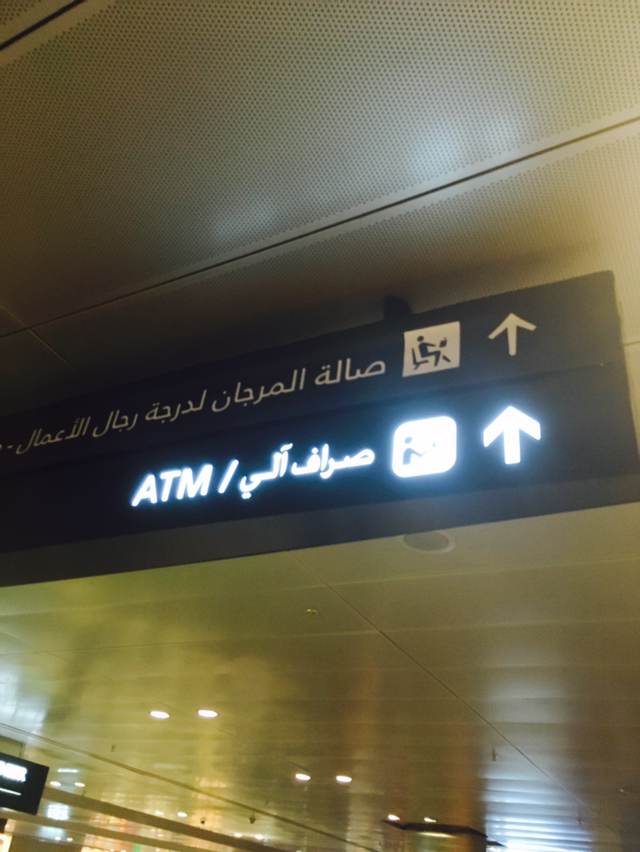 صالة المرجان لدرجة رجال الأعمال -
صراف آلي / ATM